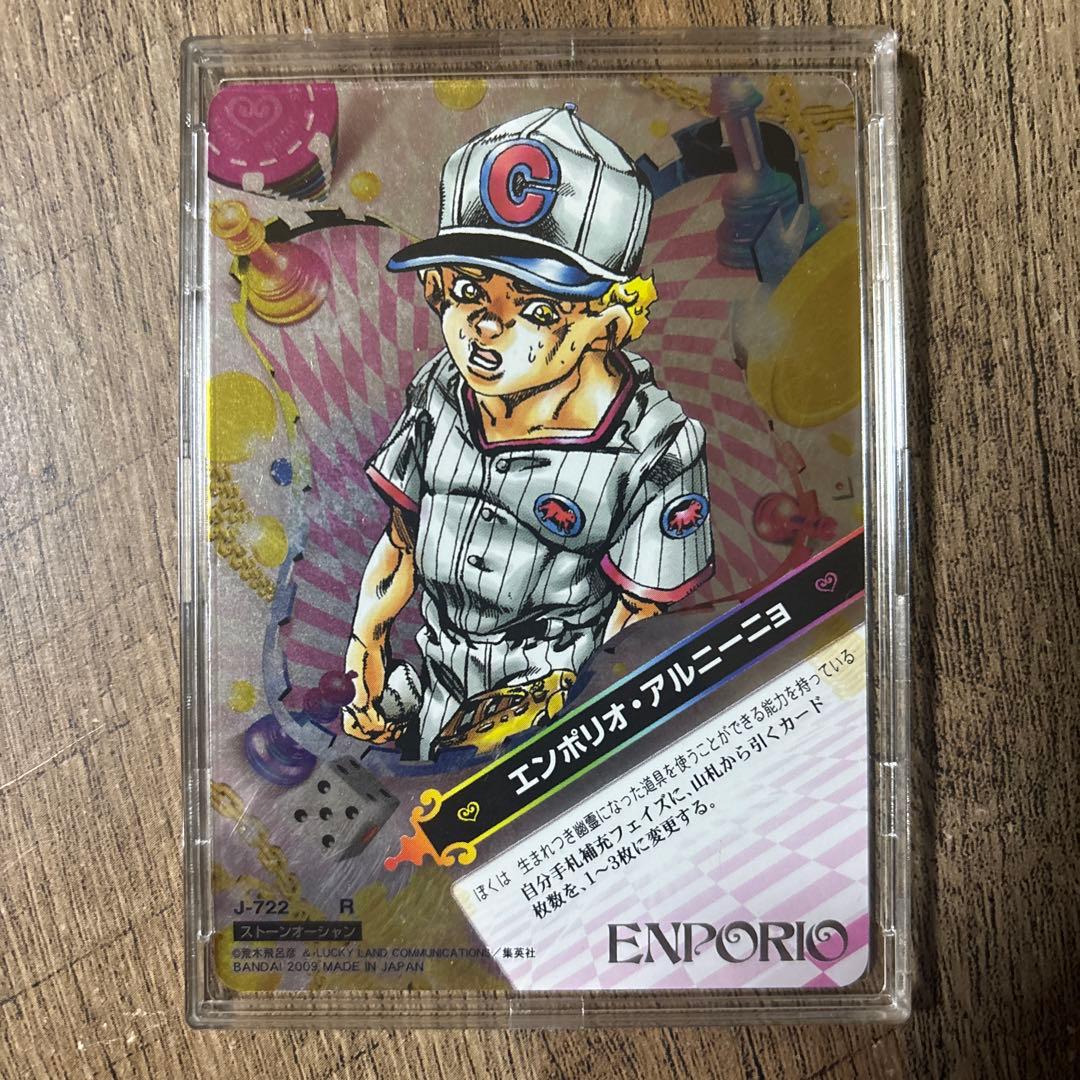 C
エンポリオ・アルニーニョ
ぼくは 生まれつき幽霊になった道具を使うことができる能力を持っている
自分手札補充フェイズに、山札から引くカード
枚数を、1〜3枚に変更する。
ENPORIO
J-722 R
ストーンオーシャン
©荒木飛呂彦 & LUCKY LAND COMMUNICATIONS／集英社
BANDAI 2009 MADE IN JAPAN